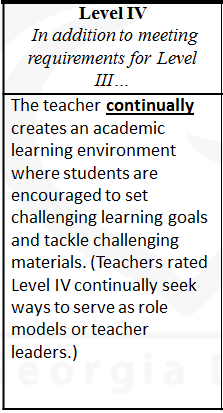 Level IV
In addition to meeting
requirements for Level
III…
The teacher continually
creates an academic
learning environment
where students are
encouraged to set
challenging learning goals
and tackle challenging
materials. (Teachers rated
Level IV continually seek
ways to serve as role
models or teacher
leaders.)
eorgia D